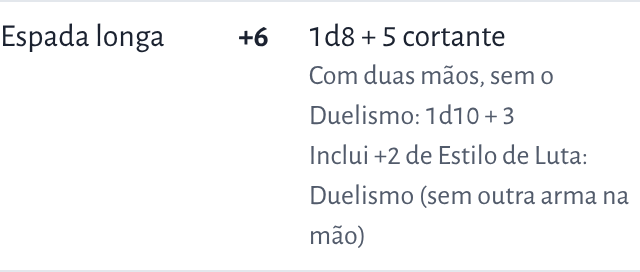 Espada longa +6 1d8 + 5 cortante
Com duas mãos, sem o
Duelismo: 1d10 + 3
Inclui +2 de Estilo de Luta:
Duelismo (sem outra arma na
mão)